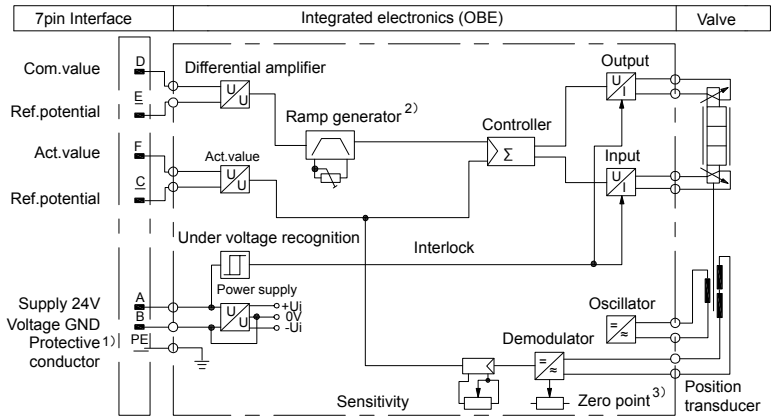 7pin Interface
Integrated electronics (OBE)
Valve
Com.value
D
Differential amplifier
Output
U
U
U
I
E
Ref.potential
Ramp generator 2)
Controller
Act.value
F
Act.value
Σ
Input
U
U
U
I
C
Ref.potential
Under voltage recognition
Interlock
Power supply
Supply 24V
A
U
U
+Ui
0V
-Ui
Oscillator
Voltage GND
B
=
≈
Protective 1)
conductor
PE
Demodulator
=
≈
Sensitivity
Zero point 3)
Position
transducer